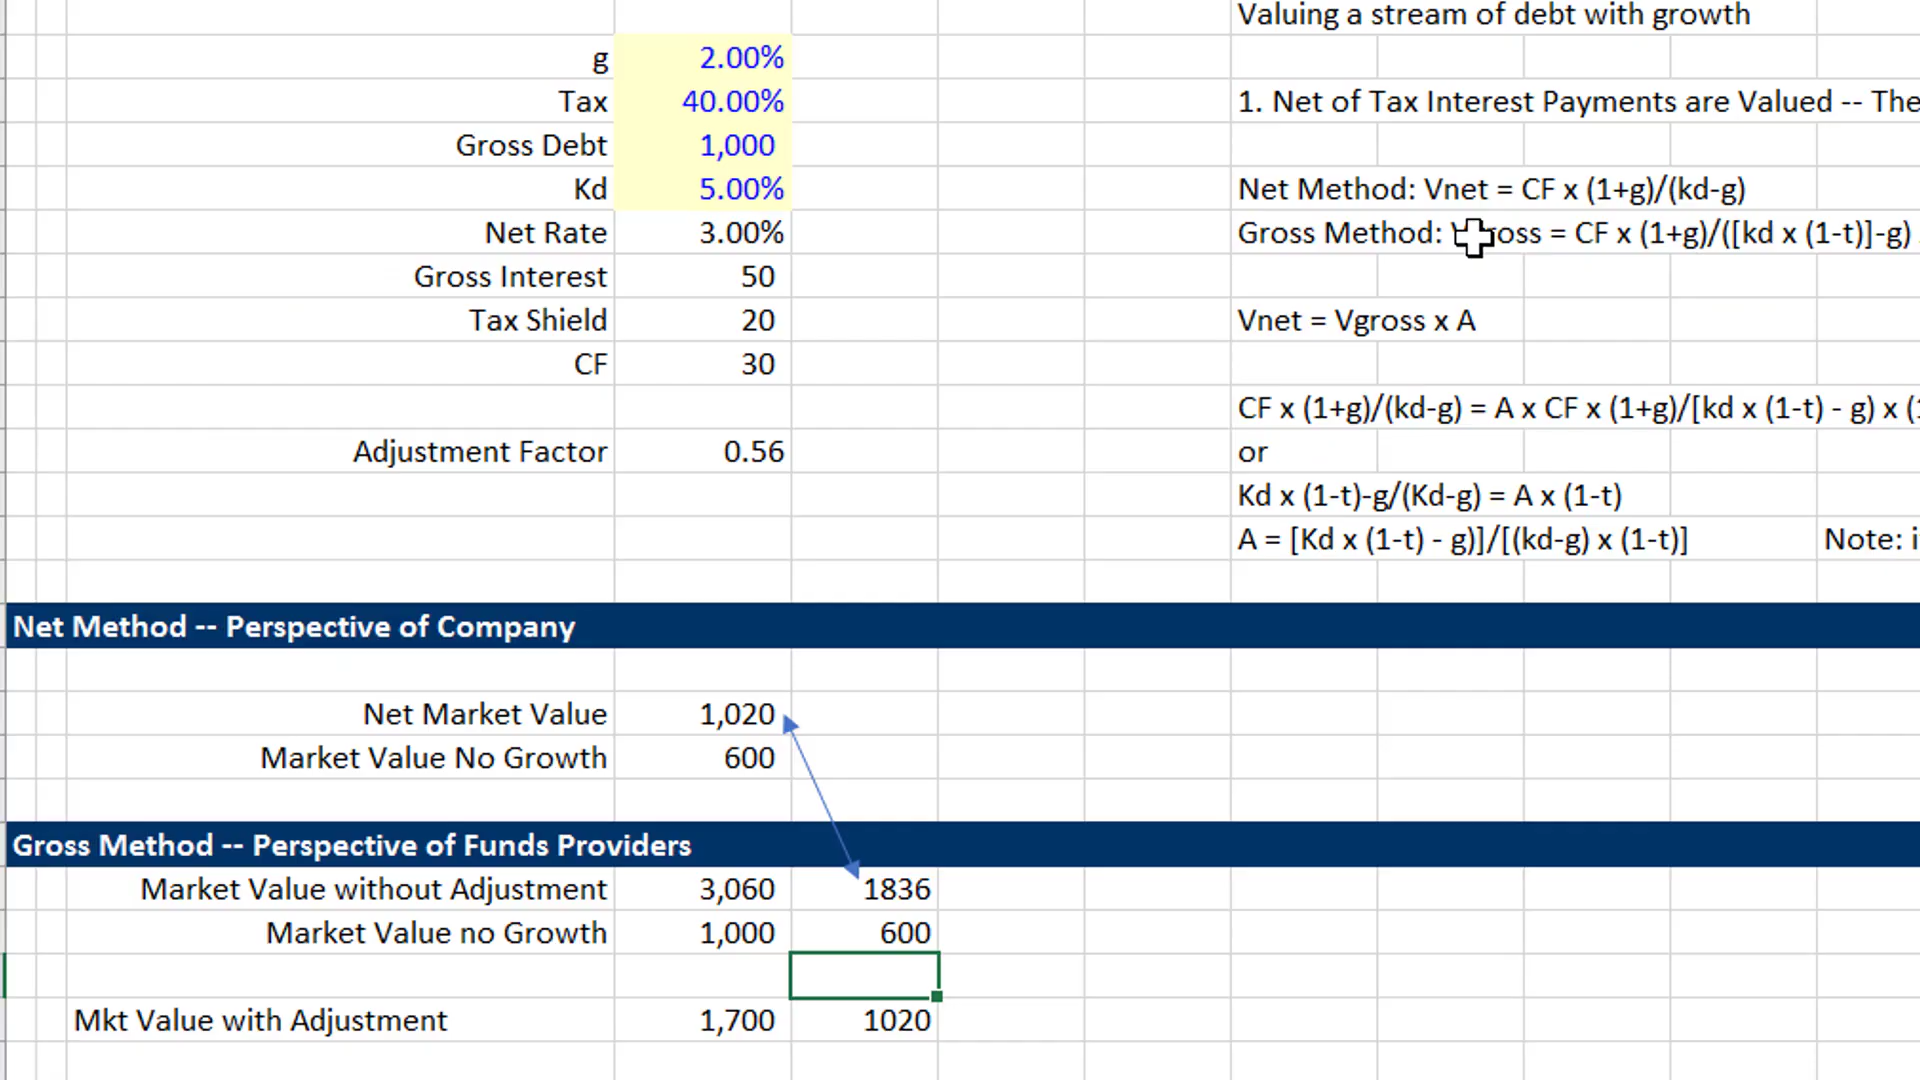 Valuing a stream of debt with growth
g 2.00%
Tax 40.00% 1. Net of Tax Interest Payments are Valued -- The
Gross Debt 1,000
Kd 5.00% Net Method: Vnet = CF x (1+g)/(kd-g)
Net Rate 3.00% Gross Method: Vgross = CF x (1+g)/([kd x (1-t)]-g)
Gross Interest 50
Tax Shield 20 Vnet = Vgross x A
CF 30
CF x (1+g)/(kd-g) = A x CF x (1+g)/[kd x (1-t) - g) x (1
Adjustment Factor 0.56 or
Kd x (1-t)-g/(Kd-g) = A x (1-t)
A = [Kd x (1-t) - g)]/[(kd-g) x (1-t)] Note: i
Net Method -- Perspective of Company
Net Market Value 1,020
Market Value No Growth 600
Gross Method -- Perspective of Funds Providers
Market Value without Adjustment 3,060 1836
Market Value no Growth 1,000 600
Mkt Value with Adjustment 1,700 1020